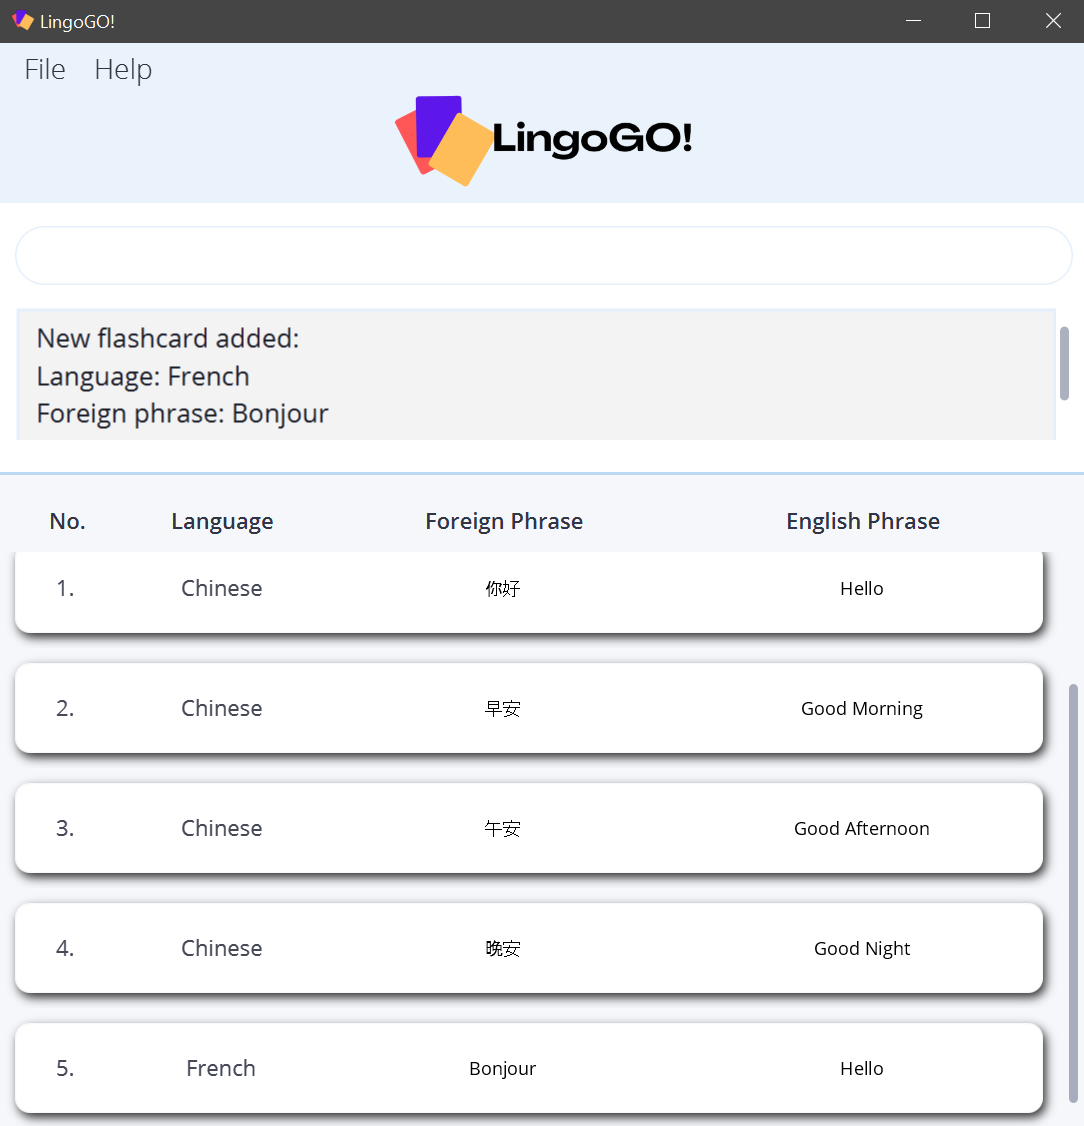 LingoGO!
File Help
LingoGO!
New flashcard added:
Language: French
Foreign phrase: Bonjour
No. Language Foreign Phrase English Phrase
1. Chinese 你好 Hello
2. Chinese 早安 Good Morning
3. Chinese 午安 Good Afternoon
4. Chinese 晚安 Good Night
5. French Bonjour Hello